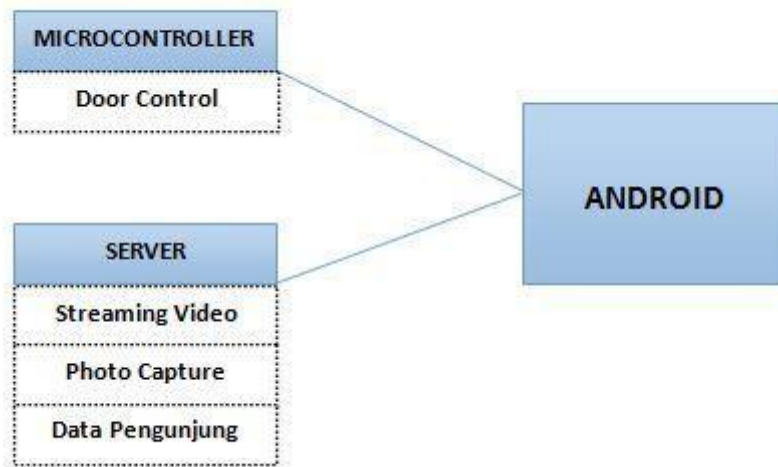 MICROCONTROLLER
Door Control
ANDROID
SERVER
Streaming Video
Photo Capture
Data Pengunjung